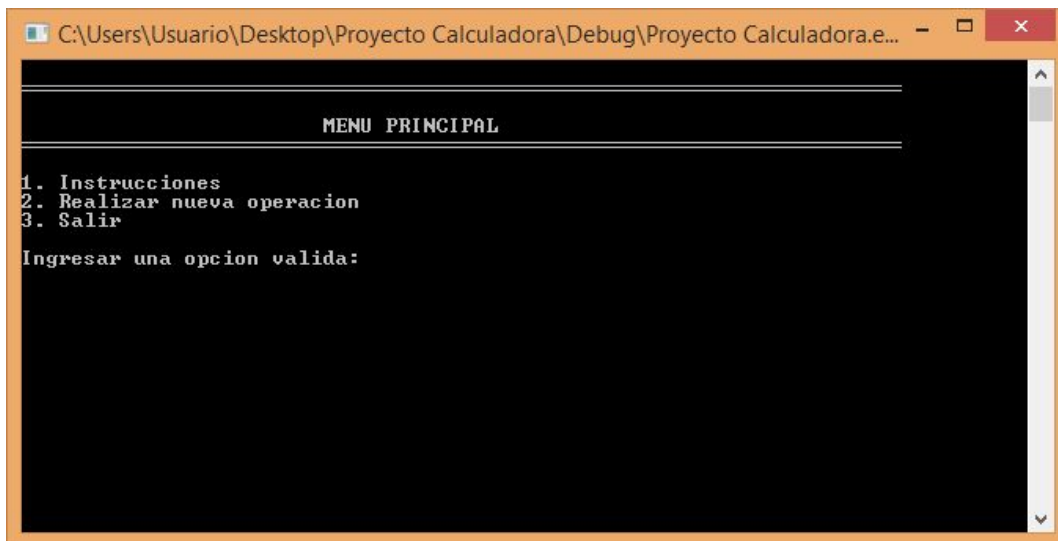 C:\Users\Usuario\Desktop\Proyecto Calculadora\Debug\Proyecto Calculadora.e...
MENU PRINCIPAL
1. Instrucciones
2. Realizar nueva operacion
3. Salir
Ingresar una opcion valida: